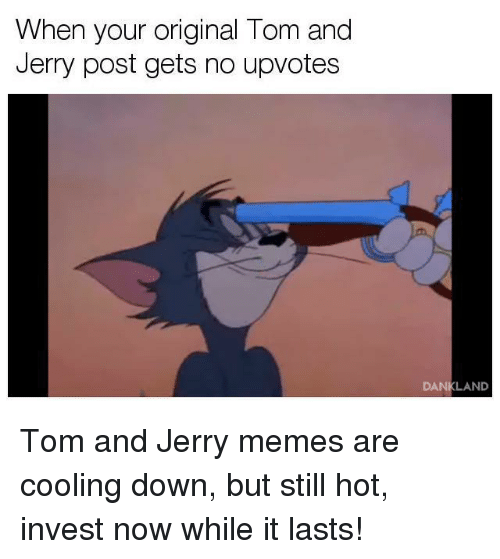 When your original Tom and
Jerry post gets no upvotes
DANKLAND
Tom and Jerry memes are
cooling down, but still hot,
invest now while it lasts!